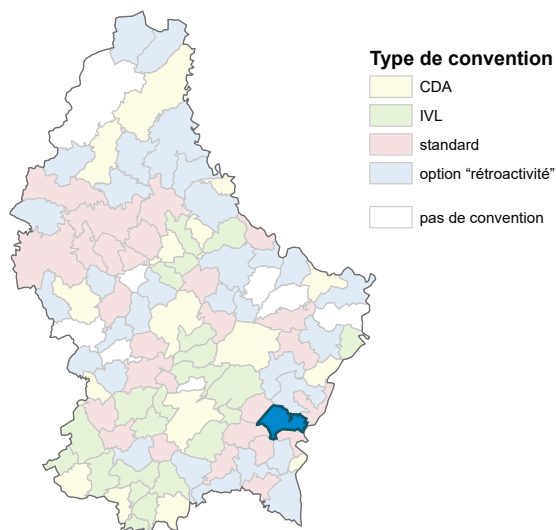 Type de convention
CDA
IVL
standard
option “rétroactivité”
pas de convention